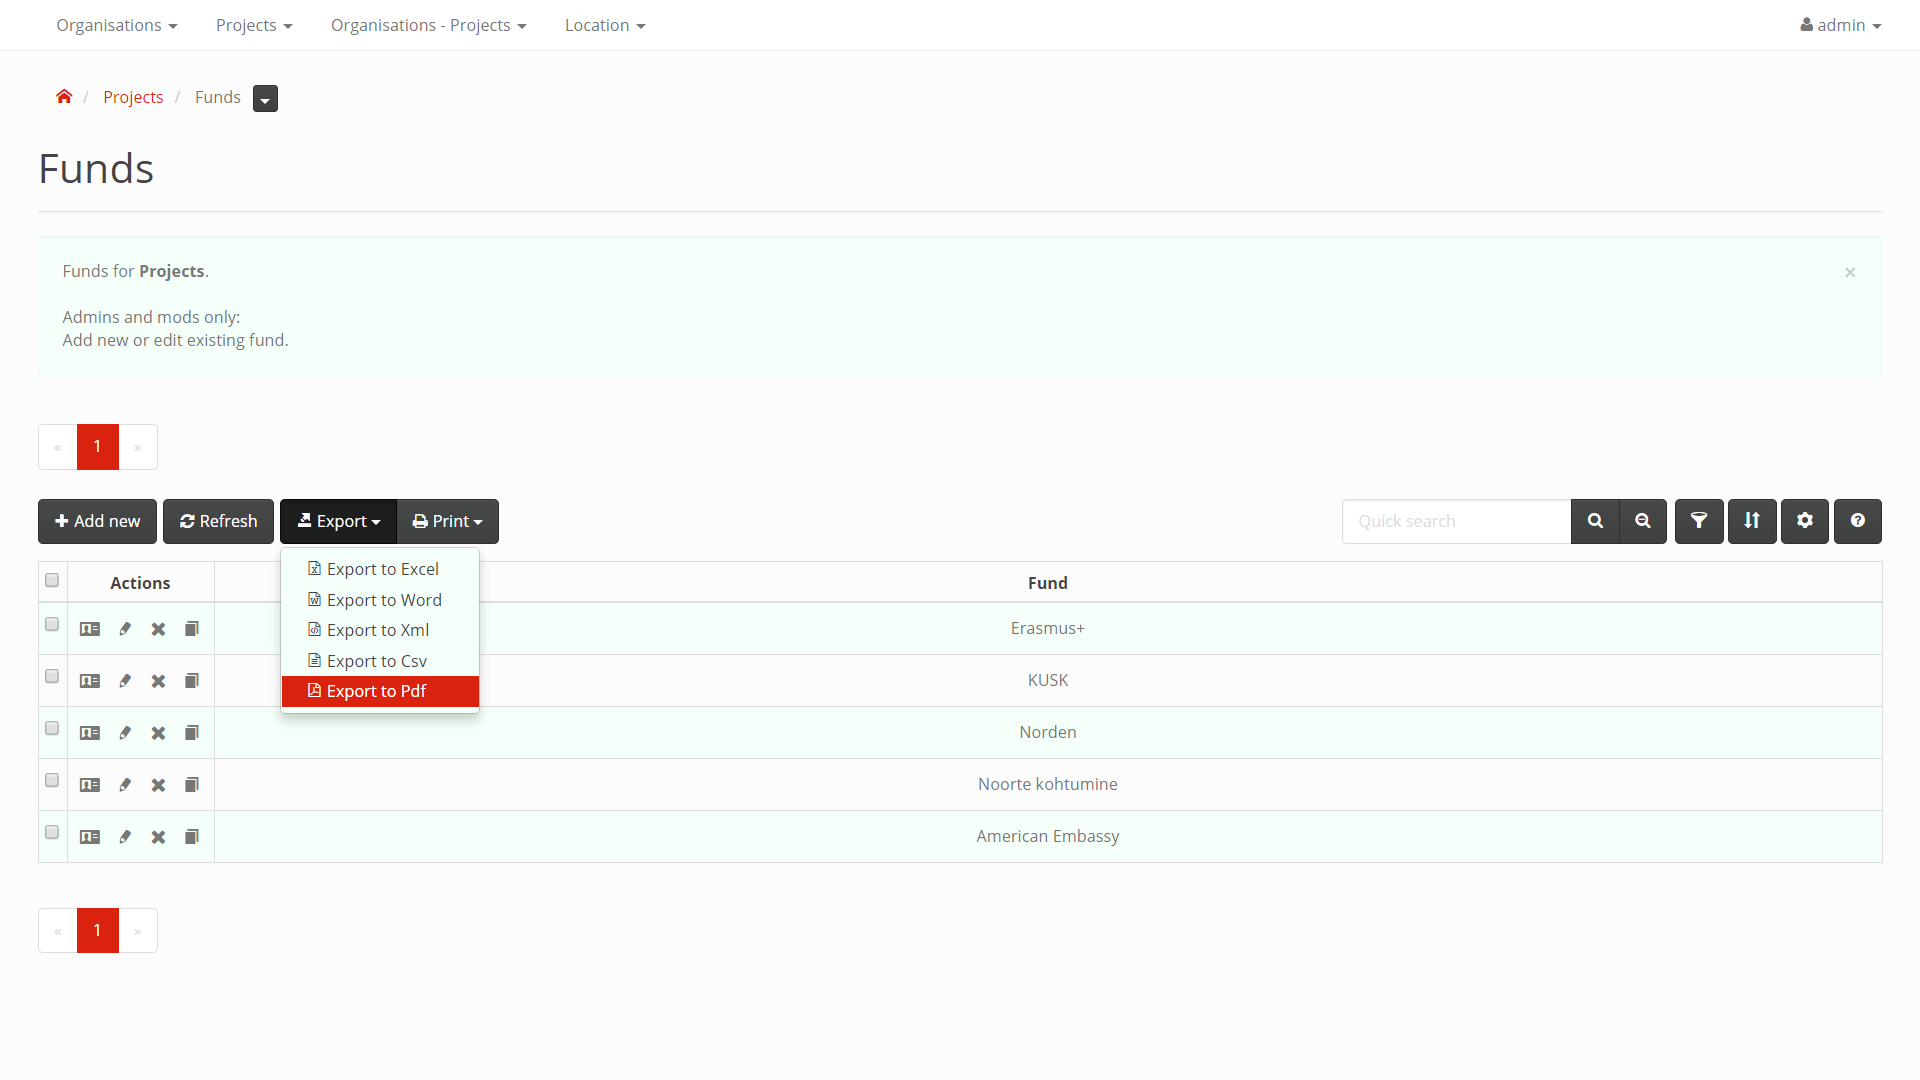 Organisations Projects Organisations - Projects Location admin
/ Projects / Funds
Funds
Funds for Projects.
×
Admins and mods only:
Add new or edit existing fund.
« 1 »
Add new Refresh Export Print Quick search
Export to Excel
Export to Word
Export to Xml
Export to Csv
Export to Pdf
Actions Fund
Erasmus+
KUSK
Norden
Noorte kohtumine
American Embassy
« 1 »